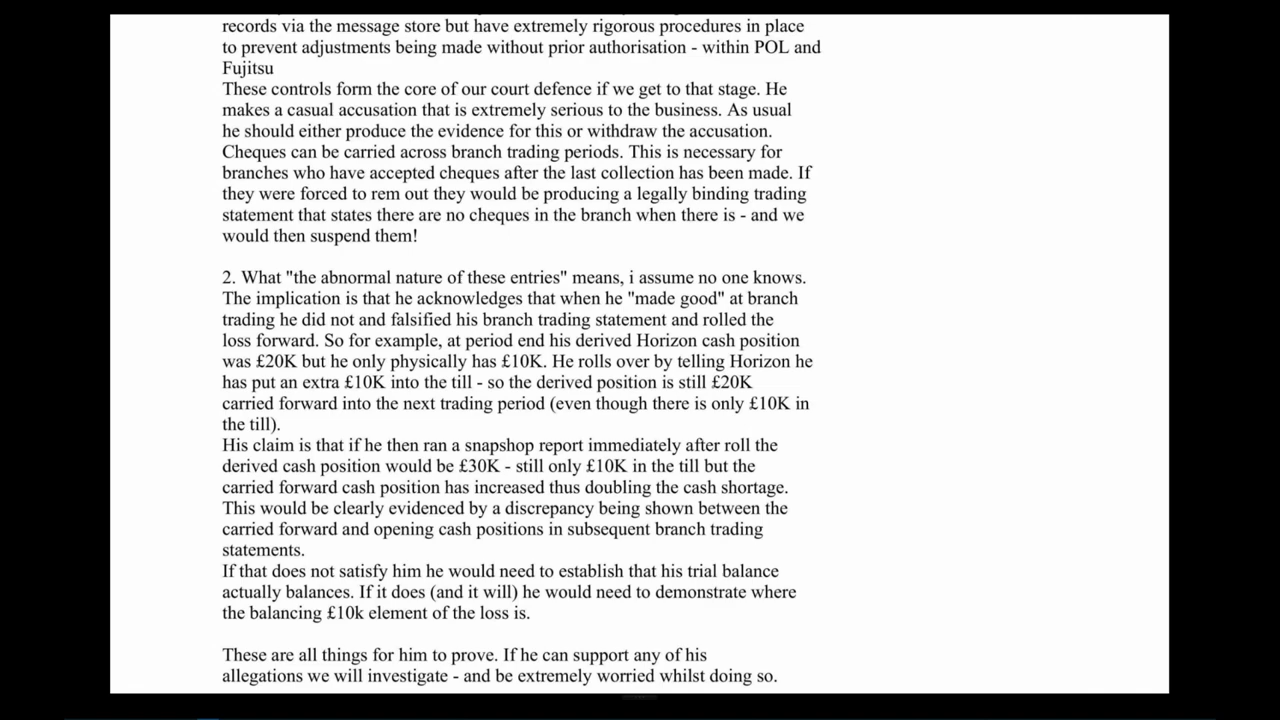 records via the message store but have extremely rigorous procedures in place
to prevent adjustments being made without prior authorisation - within POL and
Fujitsu
These controls form the core of our court defence if we get to that stage. He
makes a casual accusation that is extremely serious to the business. As usual
he should either produce the evidence for this or withdraw the accusation.
Cheques can be carried across branch trading periods. This is necessary for
branches who have accepted cheques after the last collection has been made. If
they were forced to rem out they would be producing a legally binding trading
statement that states there are no cheques in the branch when there is - and we
would then suspend them!
2. What "the abnormal nature of these entries" means, i assume no one knows.
The implication is that he acknowledges that when he "made good" at branch
trading he did not and falsified his branch trading statement and rolled the
loss forward. So for example, at period end his derived Horizon cash position
was £20K but he only physically has £10K. He rolls over by telling Horizon he
has put an extra £10K into the till - so the derived position is still £20K
carried forward into the next trading period (even though there is only £10K in
the till).
His claim is that if he then ran a snapshop report immediately after roll the
derived cash position would be £30K - still only £10K in the till but the
carried forward cash position has increased thus doubling the cash shortage.
This would be clearly evidenced by a discrepancy being shown between the
carried forward and opening cash positions in subsequent branch trading
statements.
If that does not satisfy him he would need to establish that his trial balance
actually balances. If it does (and it will) he would need to demonstrate where
the balancing £10k element of the loss is.
These are all things for him to prove. If he can support any of his
allegations we will investigate - and be extremely worried whilst doing so.